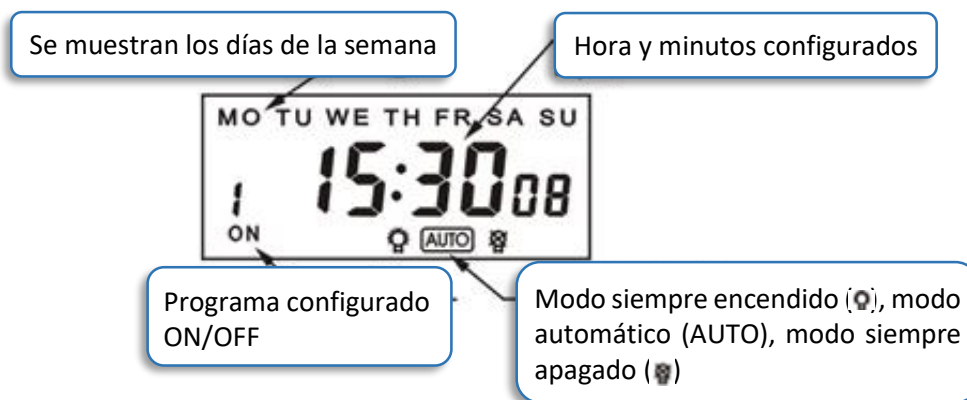 Se muestran los días de la semana
Hora y minutos configurados
MO TU WE TH FR SA SU
15:30 08
1
ON
AUTO
Programa configurado
ON/OFF
Modo siempre encendido ( ), modo
automático (AUTO), modo siempre
apagado ( )